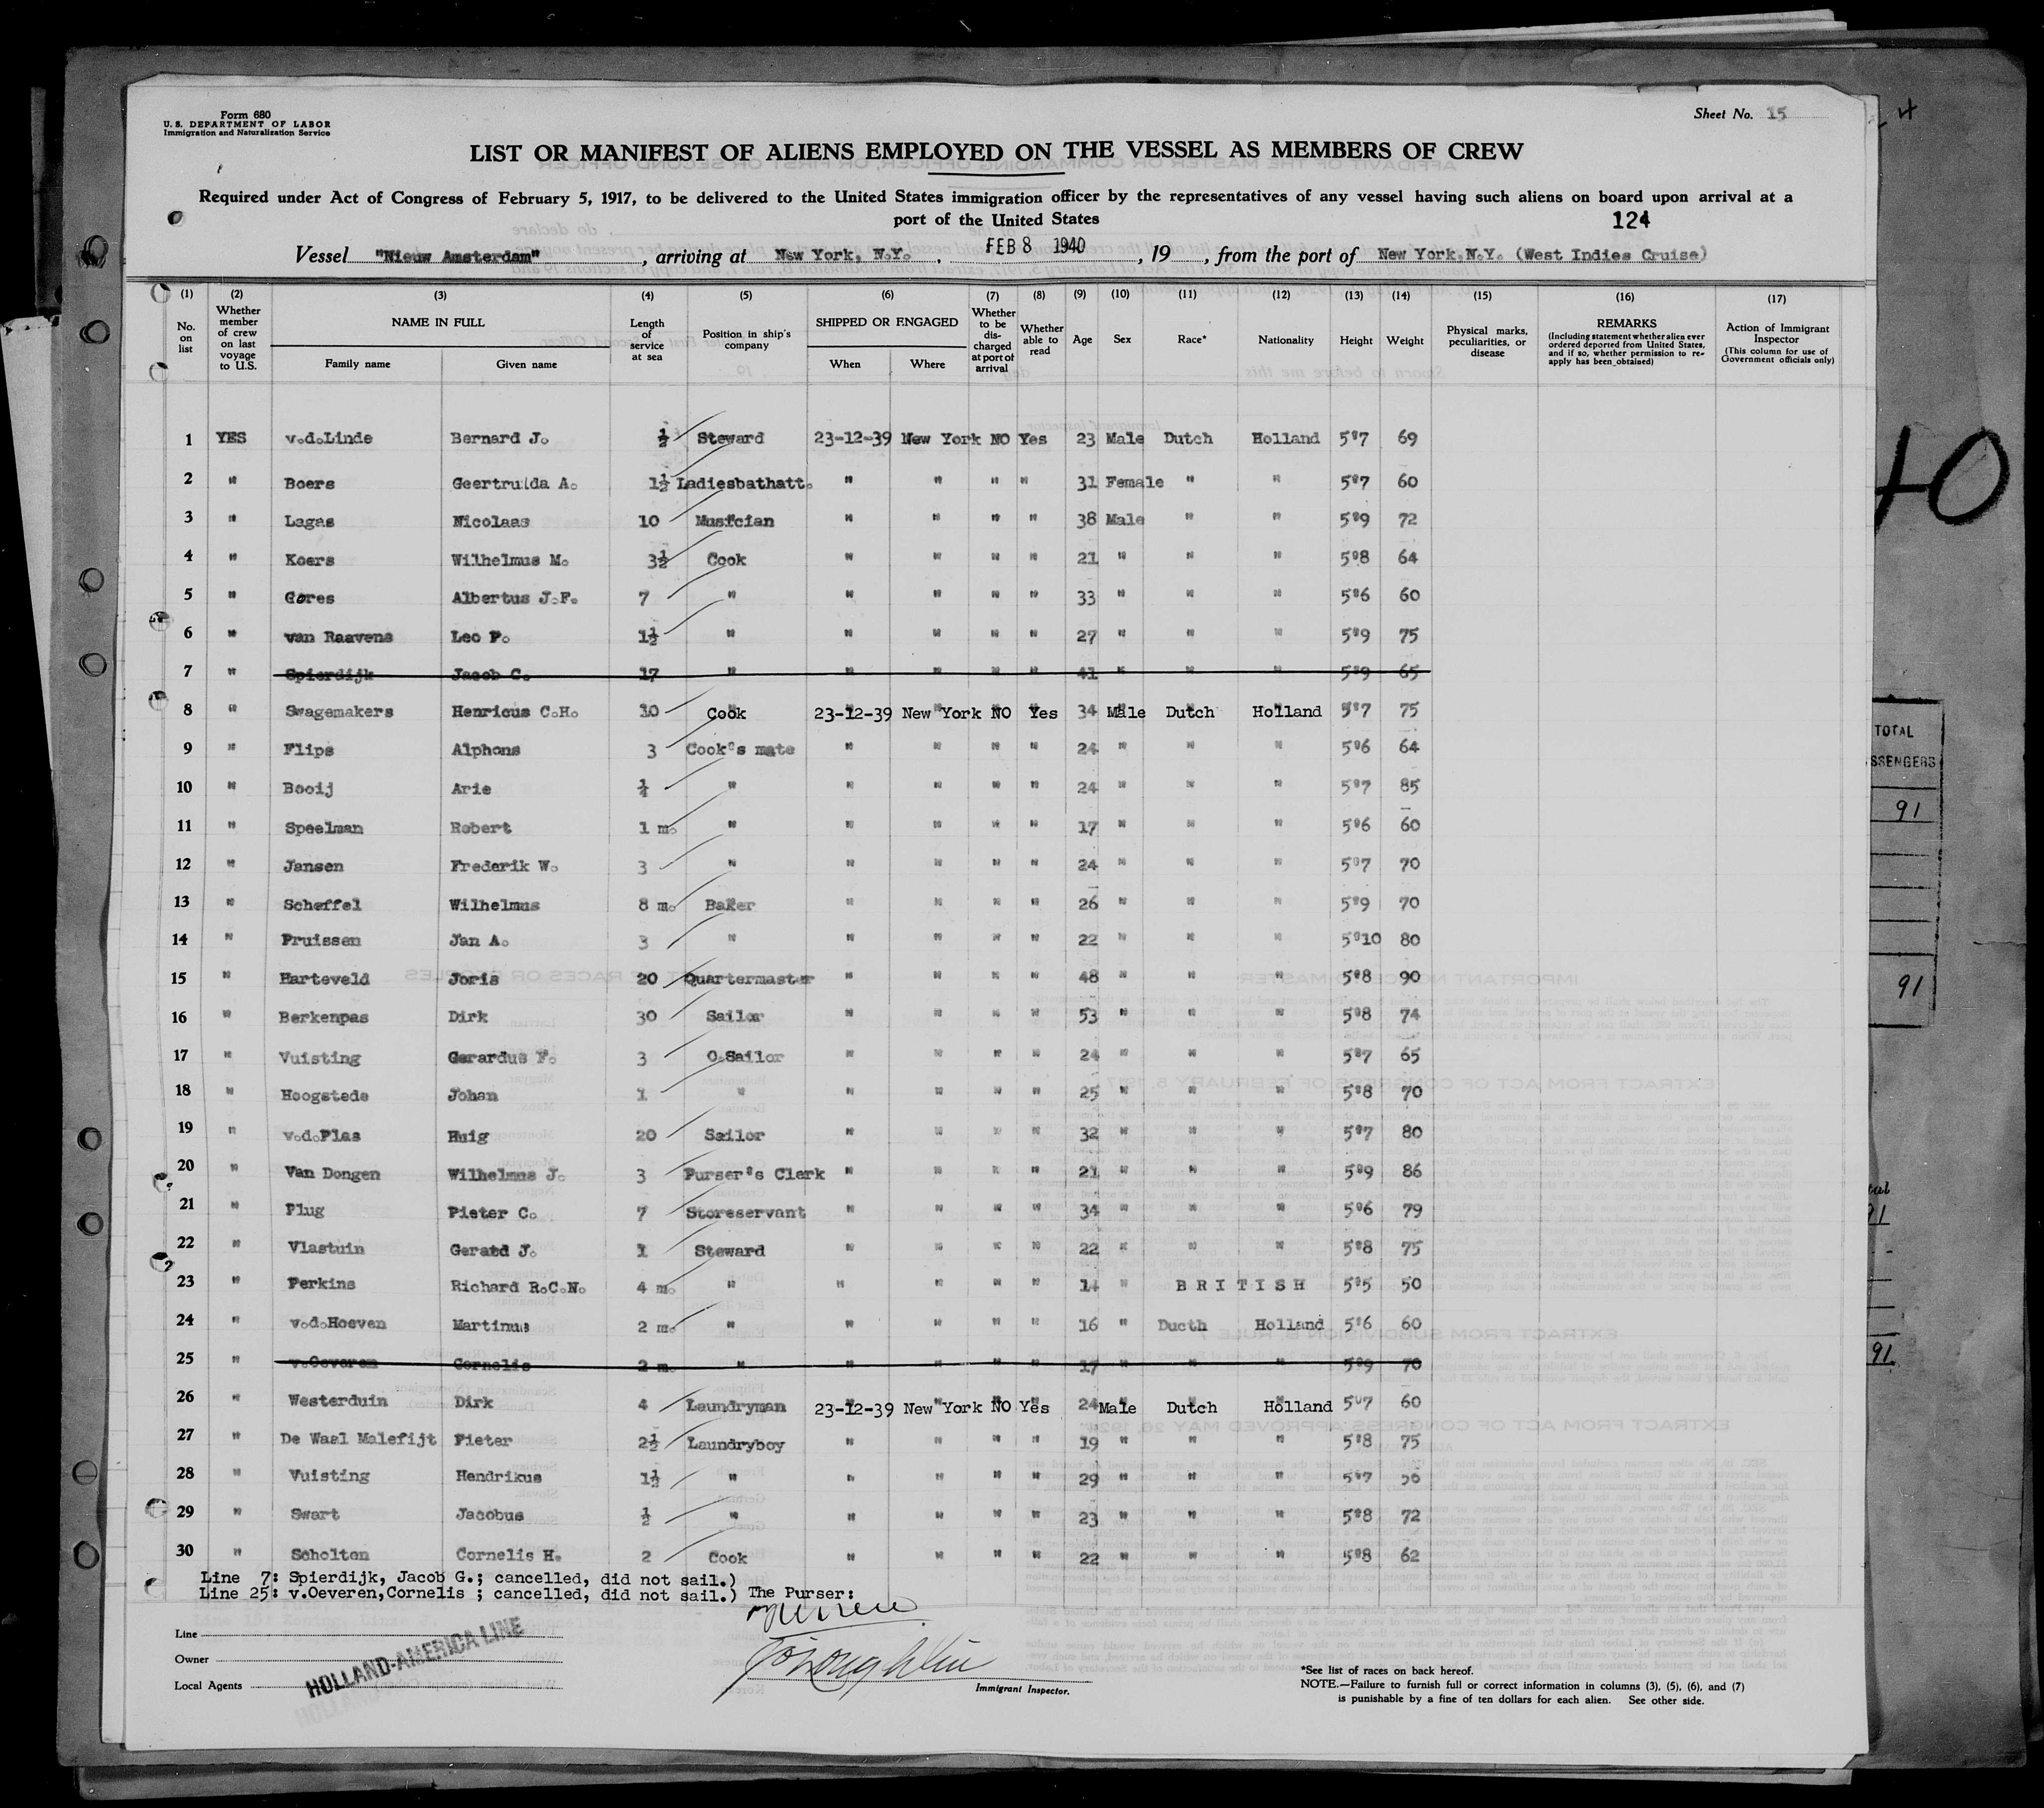 Form 680
U. S. DEPARTMENT OF LABOR
Immigration and Naturalization Service
Sheet No. 15
LIST OR MANIFEST OF ALIENS EMPLOYED ON THE VESSEL AS MEMBERS OF CREW
Required under Act of Congress of February 5, 1917, to be delivered to the United States immigration officer by the representatives of any vessel having such aliens on board upon arrival at a
port of the United States
124
Vessel "Nieuw Amsterdam", arriving at New York, N.Y., FEB 8 1940, 19, from the port of New York.N.Y. (West Indies Cruise)
(1) (2) (3) (4) (5) (6) (7) (8) (9) (10) (11) (12) (13) (14) (15) (16) (17)
No. on list
Whether member of crew on last voyage to U.S.
NAME IN FULL
Family name
Given name
Length of service at sea
Position in ship's company
SHIPPED OR ENGAGED
When
Where
Whether to be discharged at port of arrival
Whether able to read
Age
Sex
Race*
Nationality
Height
Weight
Physical marks, peculiarities, or disease
REMARKS
(Including statement whether alien ever ordered deported from United States, and if so, whether permission to reapply has been obtained)
Action of Immigrant Inspector
(This column for use of Government officials only)
1 YES v.d.Linde Bernard J. ½ Steward 23-12-39 New York NO Yes 23 Male Dutch Holland 5'7 69
2 " Boers Geertruida A. 1½ Ladiesbathatt. " " " " 31 Female " " 5'7 60
3 " Lagas Nicolaas 10 Musician " " " " 38 Male " " 5'9 72
4 " Koers Wilhelmus M. 3½ Cook " " " " 21 " " " 5'8 64
5 " Gores Albertus J.F. 7 " " " " " 33 " " " 5'6 60
6 " van Raavens Leo P. 1½ " " " " " 27 " " " 5'9 75
7 " Spierdijk Jacob C. 17 " " " " " 41 " " " 5'9 65
8 " Swagemakers Henricus C.H. 10 Cook 23-12-39 New York NO Yes 34 Male Dutch Holland 5'7 75
9 " Flips Alphons 3 Cook's mate " " " " 24 " " " 5'6 64
10 " Booij Arie " " " " " 24 " " " 5'7 85
11 " Speelman Robert 1 mo " " " " " 17 " " " 5'6 60
12 " Jansen Frederik W. 3 " " " " " 24 " " " 5'7 70
13 " Scheffel Wilhelmus 8 mo Baker " " " " 26 " " " 5'9 70
14 " Pruissen Jan A. 3 " " " " " 22 " " " 5'10 80
15 " Harteveld Joris 20 Quartermaster " " " " 48 " " " 5'8 90
16 " Berkenpas Dirk 30 Sailor " " " " 53 " " " 5'8 74
17 " Vuisting Gerardus F. 3 O.Sailor " " " " 24 " " " 5'7 65
18 " Hoogstede Johan 1 " " " " " 25 " " " 5'8 70
19 " v.d.Plas Huig 20 Sailor " " " " 32 " " " 5'7 80
20 " Van Dongen Wilhelmus J. 3 Purser's Clerk " " " " 21 " " " 5'9 86
21 " Plug Pieter C. 7 Storeservant " " " " 34 " " " 5'6 79
22 " Vlastuin Gerard J. 1 Steward " " " " 22 " " " 5'8 75
23 " Perkins Richard R.C.N. 4 m. " " " " " 14 " BRITISH 5'5 50
24 " v.d.Hoeven Martinus 2 m. " " " " " 16 " Ducth Holland 5'6 60
25 " v.Oeveren Cornelis 2 m. " " " " " 17 " " " 5'9 70
26 " Westerduin Dirk 4 Laundryman 23-12-39 New York NO Yes 24 Male Dutch Holland 5'7 60
27 " De Waal Malefijt Pieter 2½ Laundryboy " " " " 19 " " " 5'8 75
28 " Vuisting Hendrikus 1½ " " " " " 29 " " " 5'7 56
29 " Swart Jacobus ½ " " " " " 23 " " " 5'8 72
30 " Scholten Cornelis H. 2 Cook " " " " 22 " " " 5'8 62
Line 7: Spierdijk, Jacob G.; cancelled, did not sail.)
Line 25: v.Oeveren,Cornelis ; cancelled, did not sail.) The Purser:
Line
Owner
Local Agents
HOLLAND-AMERICA LINE
Immigrant Inspector.
*See list of races on back hereof.
NOTE.—Failure to furnish full or correct information in columns (3), (5), (6), and (7)
is punishable by a fine of ten dollars for each alien. See other side.
TOTAL
SSENGERS
91
91
91